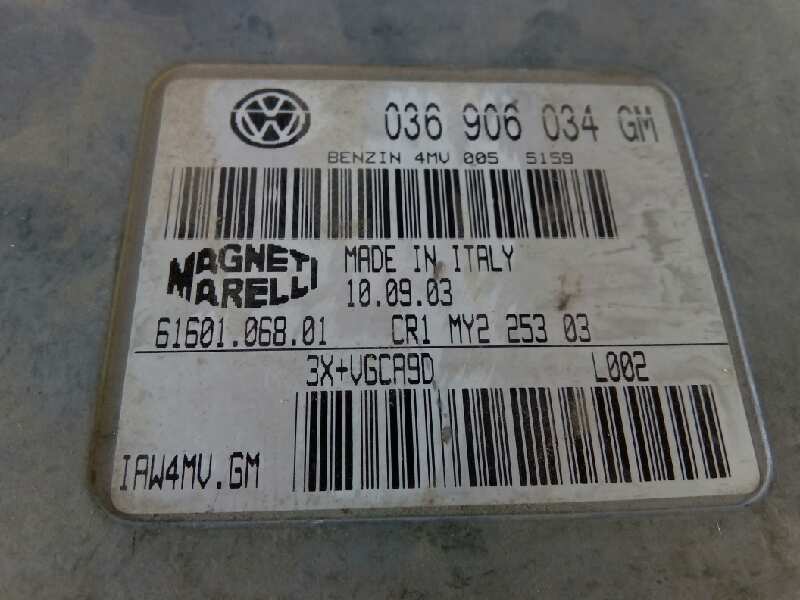 036 906 034 GM
BENZIN 4MV 005 5159
MAGNETI MARELLI
MADE IN ITALY
10.09.03
61601.068.01 CR1 MY2 253 03
3X+VGCA9D L002
IAW4MV.GM